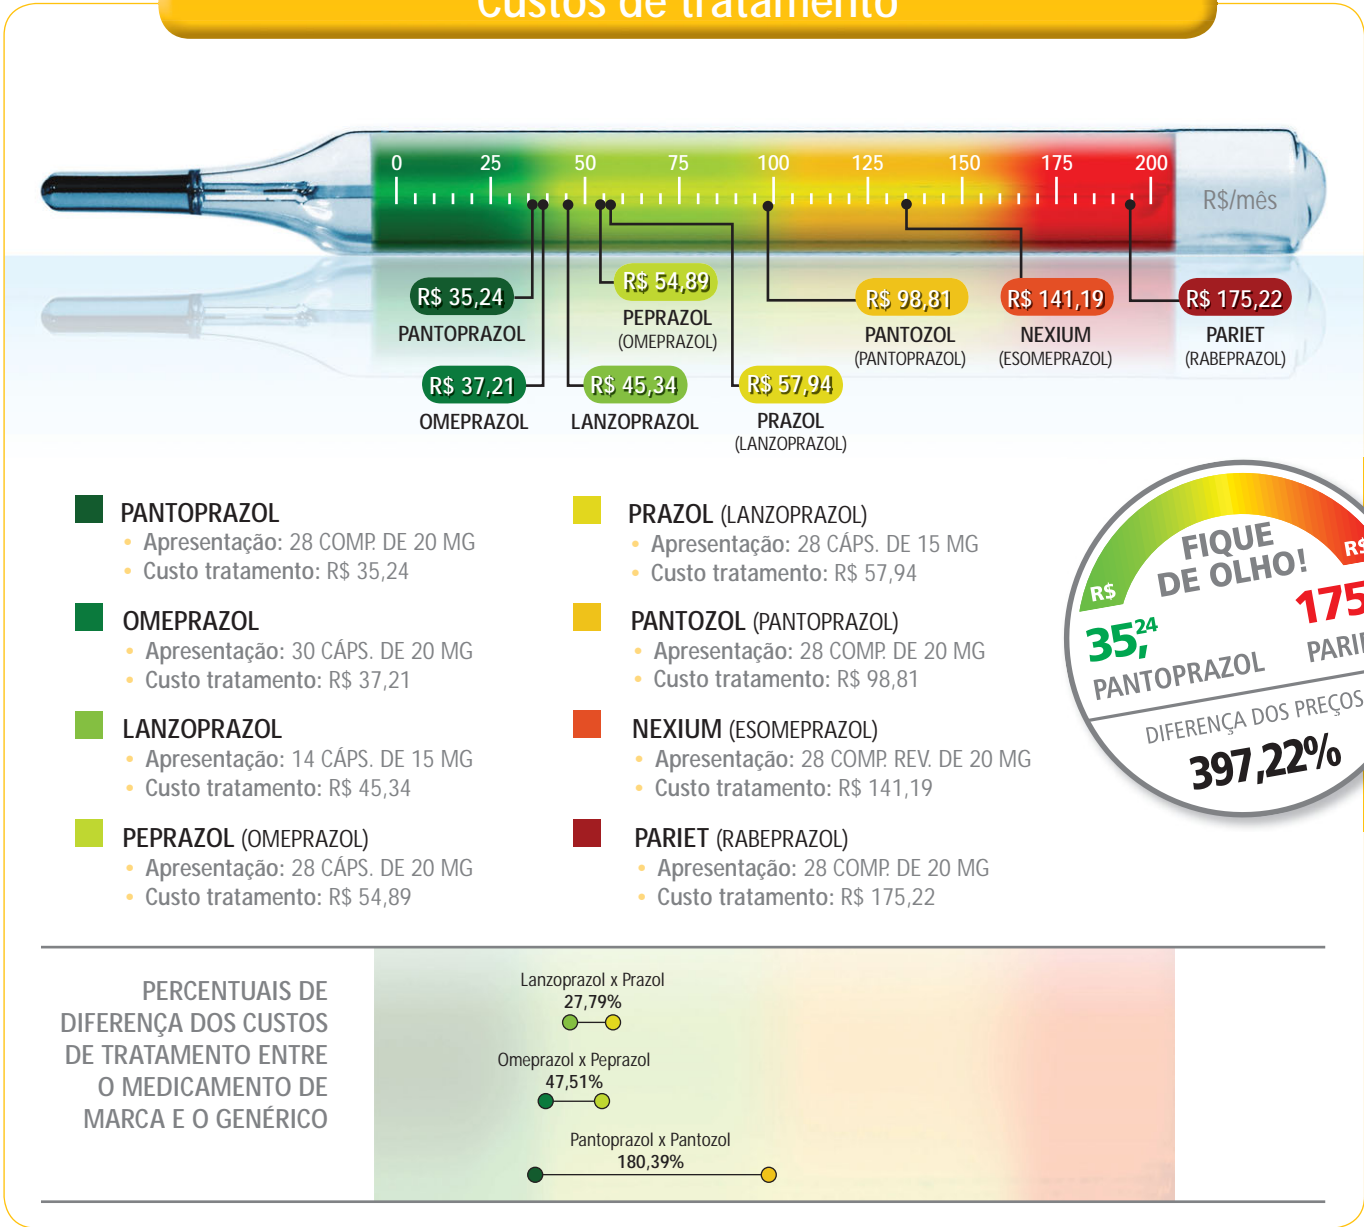 Custos de tratamento
0 25 50 75 100 125 150 175 200
R$/mês
R$ 35,24
PANTOPRAZOL
R$ 54,89
PEPRAZOL
(OMEPRAZOL)
R$ 98,81
PANTOZOL
(PANTOPRAZOL)
R$ 141,19
NEXIUM
(ESOMEPRAZOL)
R$ 175,22
PARIET
(RABEPRAZOL)
R$ 37,21
OMEPRAZOL
R$ 45,34
LANZOPRAZOL
R$ 57,94
PRAZOL
(LANZOPRAZOL)
PANTOPRAZOL
• Apresentação: 28 COMP. DE 20 MG
• Custo tratamento: R$ 35,24
OMEPRAZOL
• Apresentação: 30 CÁPS. DE 20 MG
• Custo tratamento: R$ 37,21
LANZOPRAZOL
• Apresentação: 14 CÁPS. DE 15 MG
• Custo tratamento: R$ 45,34
PEPRAZOL (OMEPRAZOL)
• Apresentação: 28 CÁPS. DE 20 MG
• Custo tratamento: R$ 54,89
PRAZOL (LANZOPRAZOL)
• Apresentação: 28 CÁPS. DE 15 MG
• Custo tratamento: R$ 57,94
PANTOZOL (PANTOPRAZOL)
• Apresentação: 28 COMP. DE 20 MG
• Custo tratamento: R$ 98,81
NEXIUM (ESOMEPRAZOL)
• Apresentação: 28 COMP. REV. DE 20 MG
• Custo tratamento: R$ 141,19
PARIET (RABEPRAZOL)
• Apresentação: 28 COMP. DE 20 MG
• Custo tratamento: R$ 175,22
FIQUE
DE OLHO!
R$
R$
35,24
175
PANTOPRAZOL
DIFERENÇA DOS PREÇOS
397,22%
PERCENTUAIS DE
DIFERENÇA DOS CUSTOS
DE TRATAMENTO ENTRE
O MEDICAMENTO DE
MARCA E O GENÉRICO
Lanzoprazol x Prazol
27,79%
Omeprazol x Peprazol
47,51%
Pantoprazol x Pantozol
180,39%